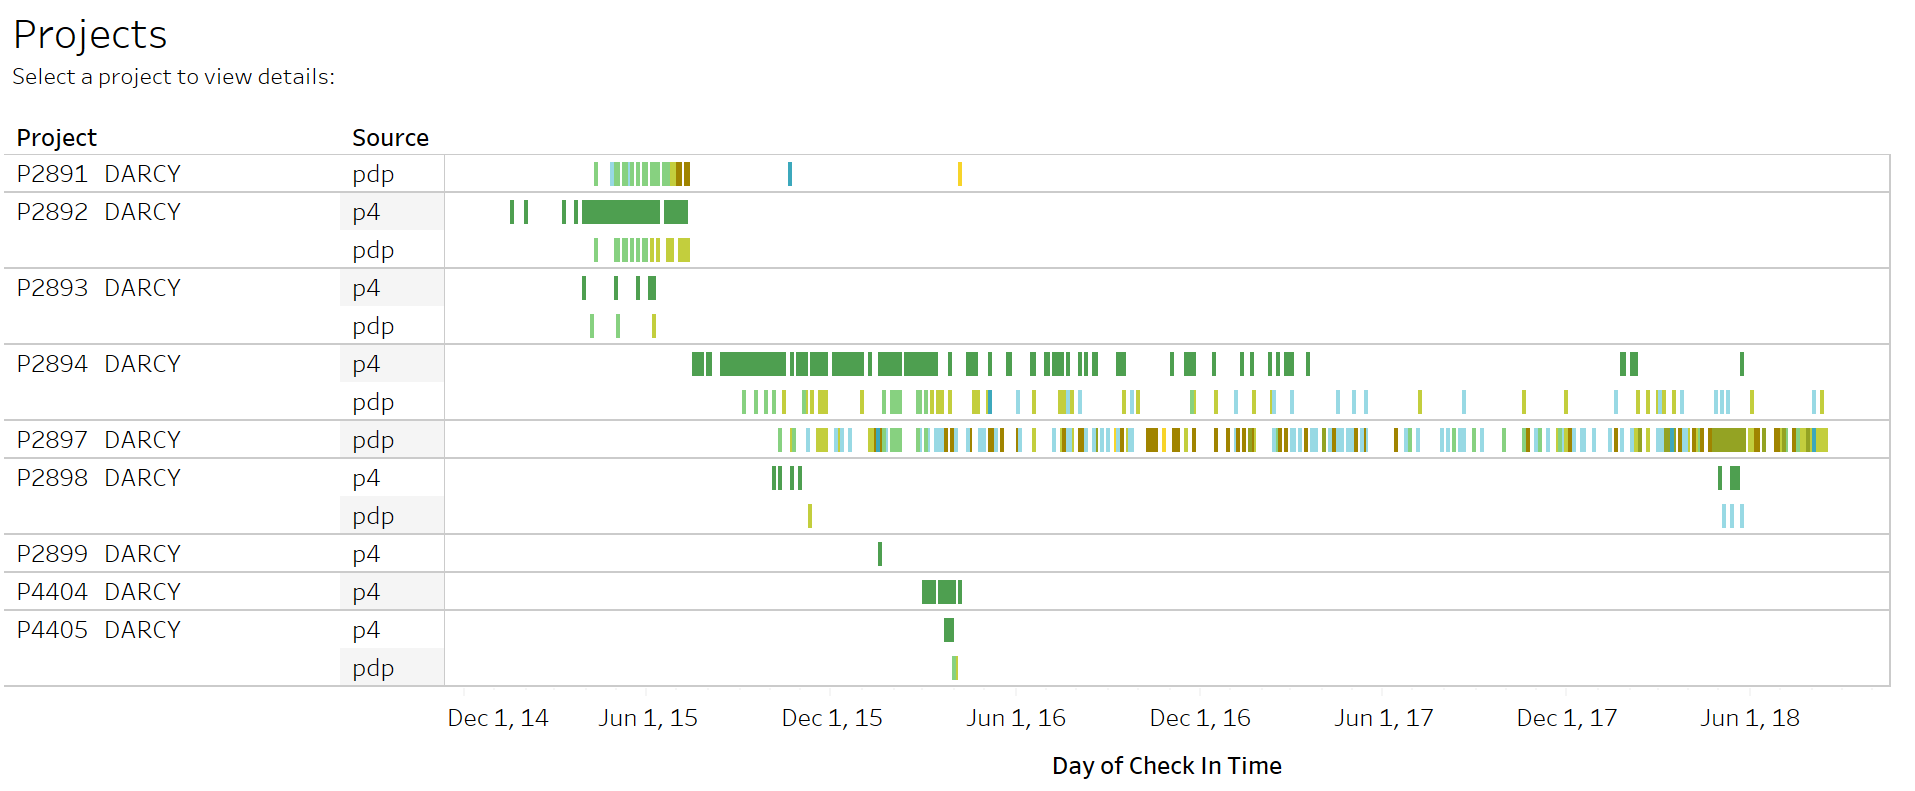 Projects
Select a project to view details:
Project Source
P2891 DARCY pdp
P2892 DARCY p4
pdp
P2893 DARCY p4
pdp
P2894 DARCY p4
pdp
P2897 DARCY pdp
P2898 DARCY p4
pdp
P2899 DARCY p4
P4404 DARCY p4
P4405 DARCY p4
pdp
Dec 1, 14 Jun 1, 15 Dec 1, 15 Jun 1, 16 Dec 1, 16 Jun 1, 17 Dec 1, 17 Jun 1, 18
Day of Check In Time